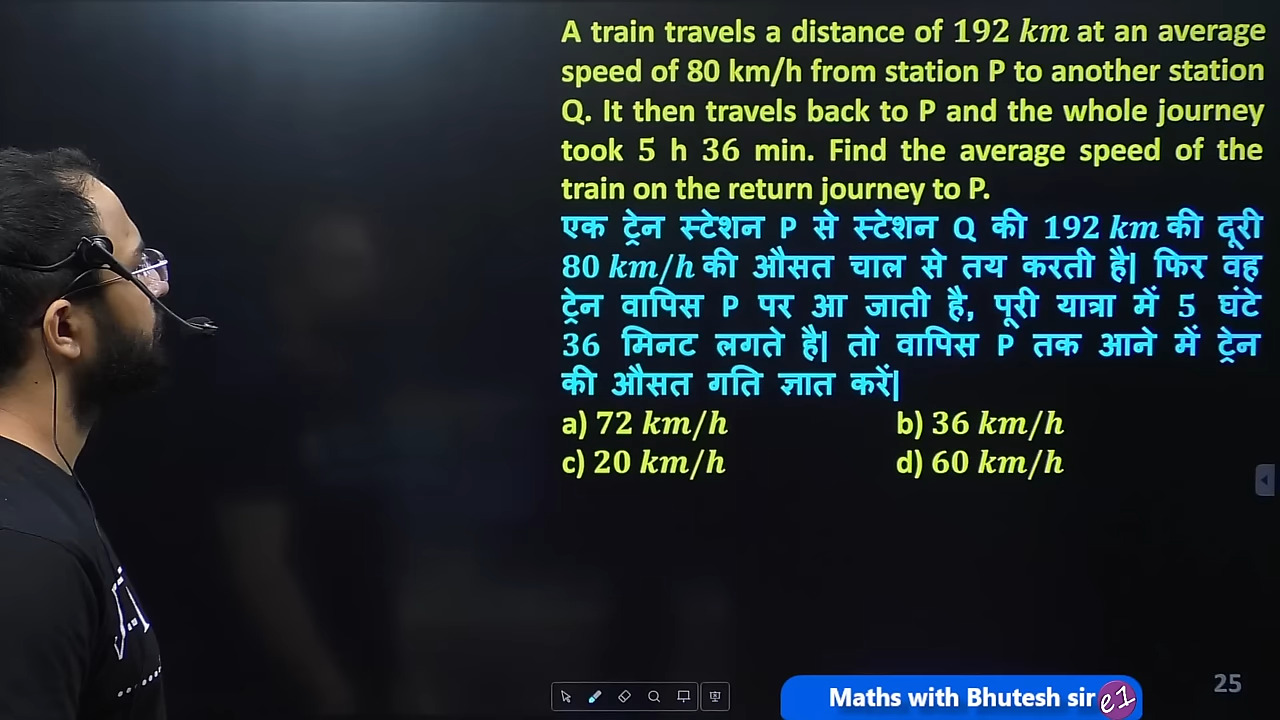 A train travels a distance of 192 km at an average
speed of 80 km/h from station P to another station
Q. It then travels back to P and the whole journey
took 5 h 36 min. Find the average speed of the
train on the return journey to P.
एक ट्रेन स्टेशन P से स्टेशन Q की 192 km की दूरी
80 km/h की औसत चाल से तय करती है| फिर वह
ट्रेन वापिस P पर आ जाती है, पूरी यात्रा में 5 घंटे
36 मिनट लगते है| तो वापिस P तक आने में ट्रेन
की औसत गति ज्ञात करें|
a) 72 km/h b) 36 km/h
c) 20 km/h d) 60 km/h
25
Maths with Bhutesh sir e1